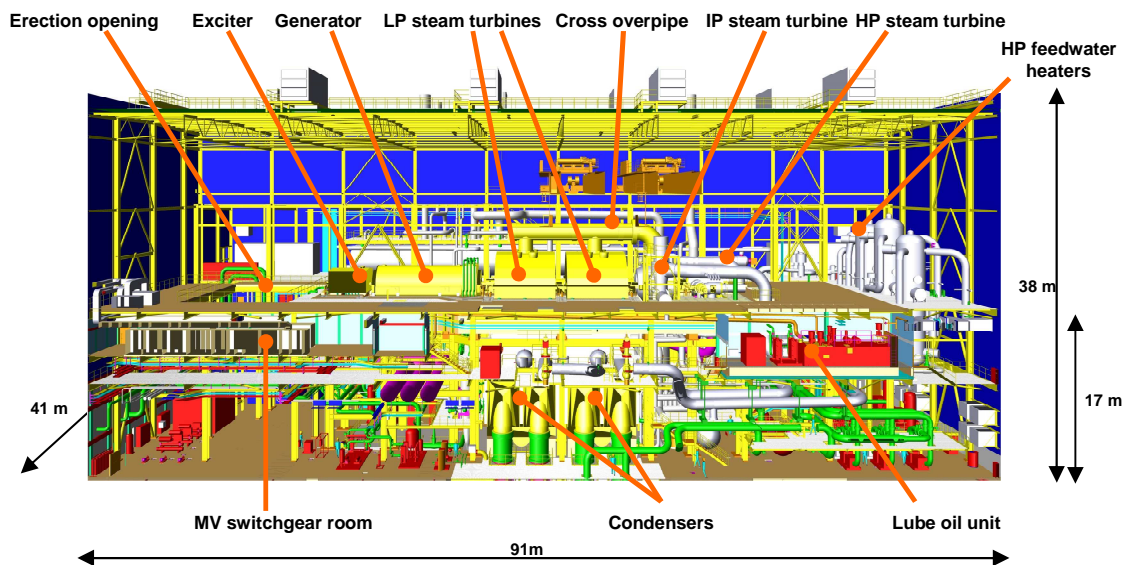 Erection opening
Exciter
Generator
LP steam turbines
Cross overpipe
IP steam turbine
HP steam turbine
HP feedwater
heaters
38 m
17 m
41 m
MV switchgear room
Condensers
Lube oil unit
91m